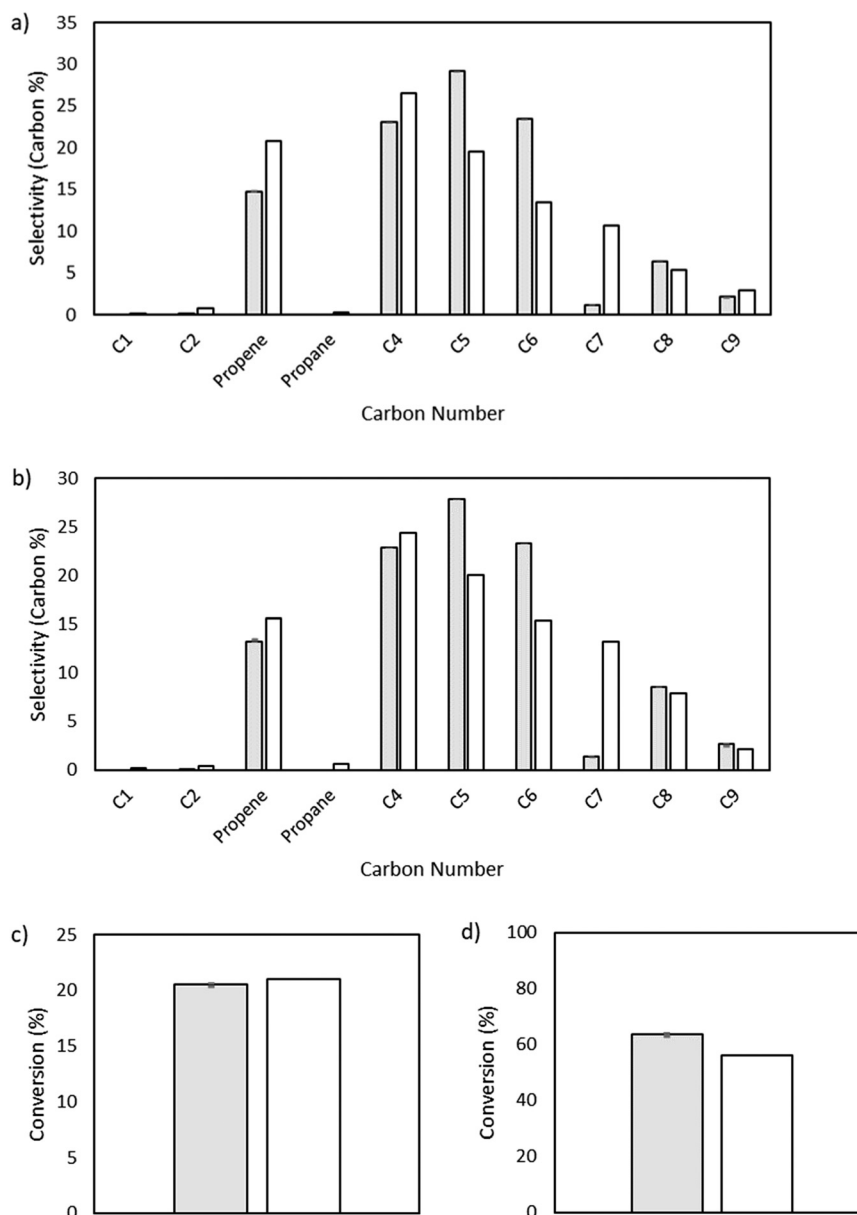 a)
Selectivity (Carbon %)
35
30
25
20
15
10
5
0
C1
C2
Propene
Propane
C4
C5
C6
C7
C8
C9
Carbon Number
b)
Selectivity (Carbon %)
30
25
20
15
10
5
0
C1
C2
Propene
Propane
C4
C5
C6
C7
C8
C9
Carbon Number
c)
Conversion (%)
25
20
15
10
5
0
d)
Conversion (%)
100
80
60
40
20
0